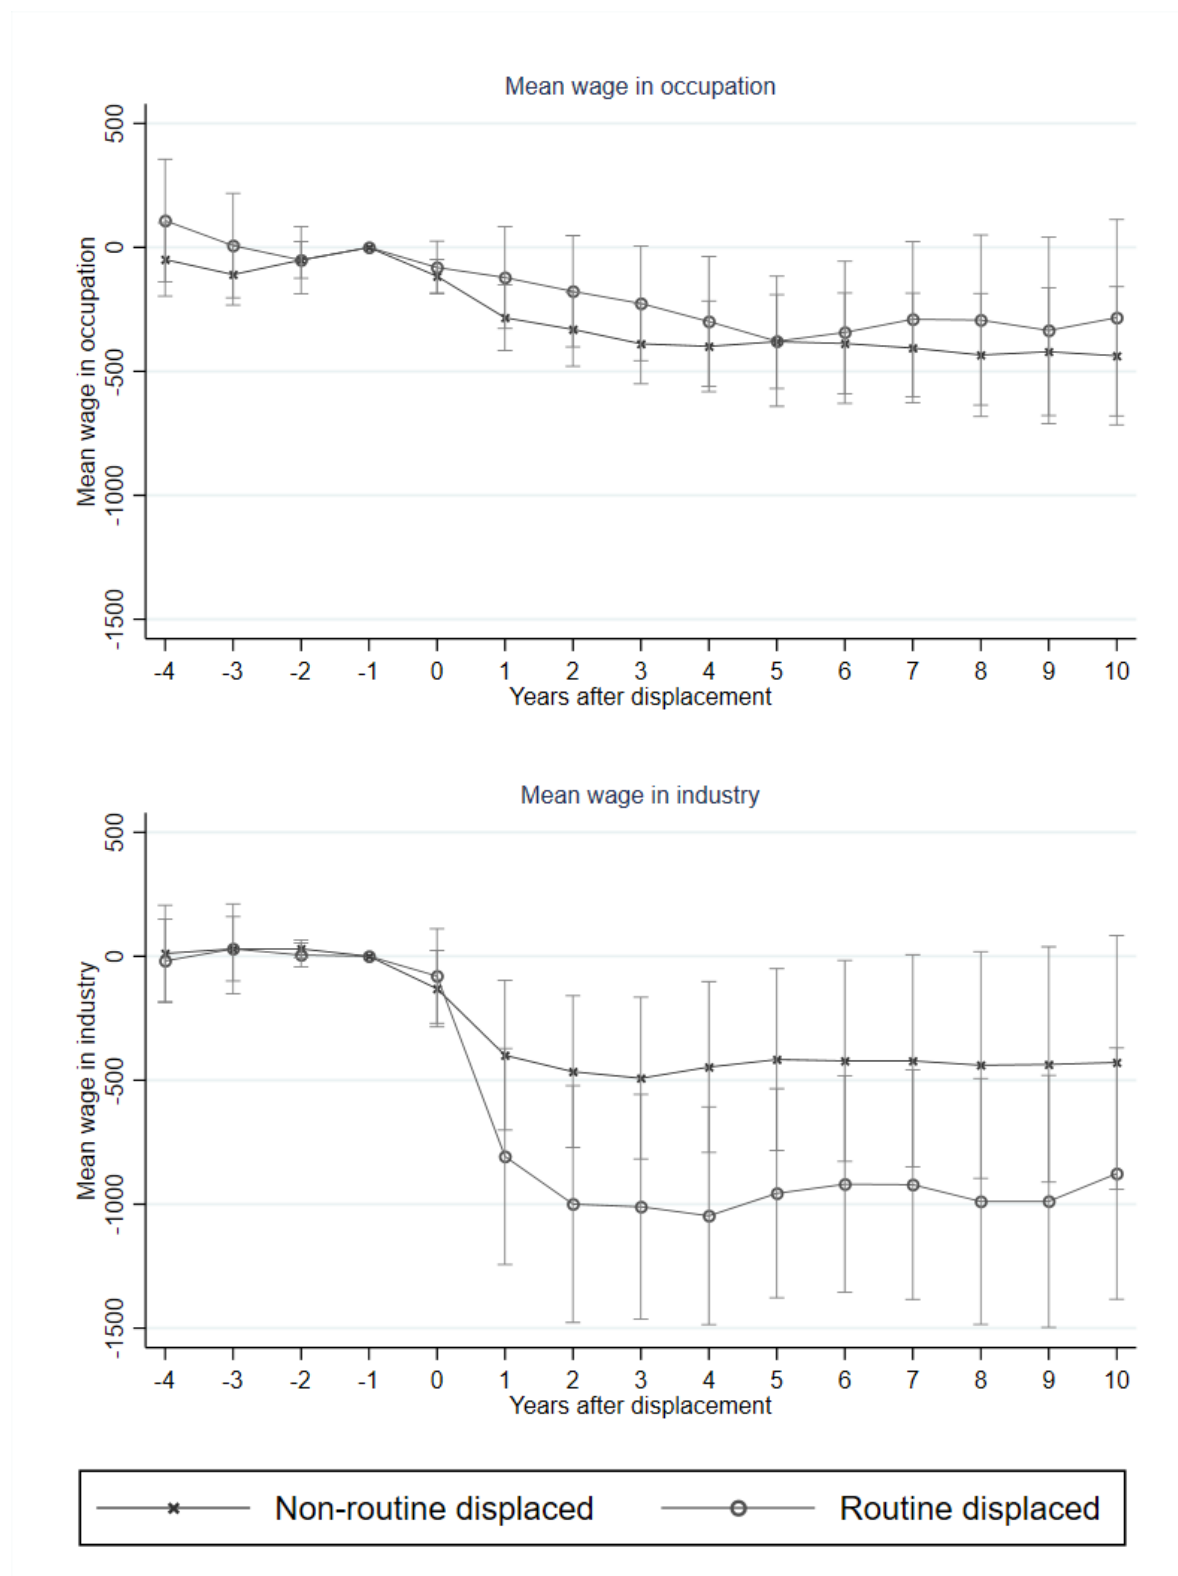 Mean wage in occupation
Mean wage in occupation
500
0
-500
-1000
-1500
-4 -3 -2 -1 0 1 2 3 4 5 6 7 8 9 10
Years after displacement
Mean wage in industry
Mean wage in industry
500
0
-500
-1000
-1500
-4 -3 -2 -1 0 1 2 3 4 5 6 7 8 9 10
Years after displacement
Non-routine displaced Routine displaced